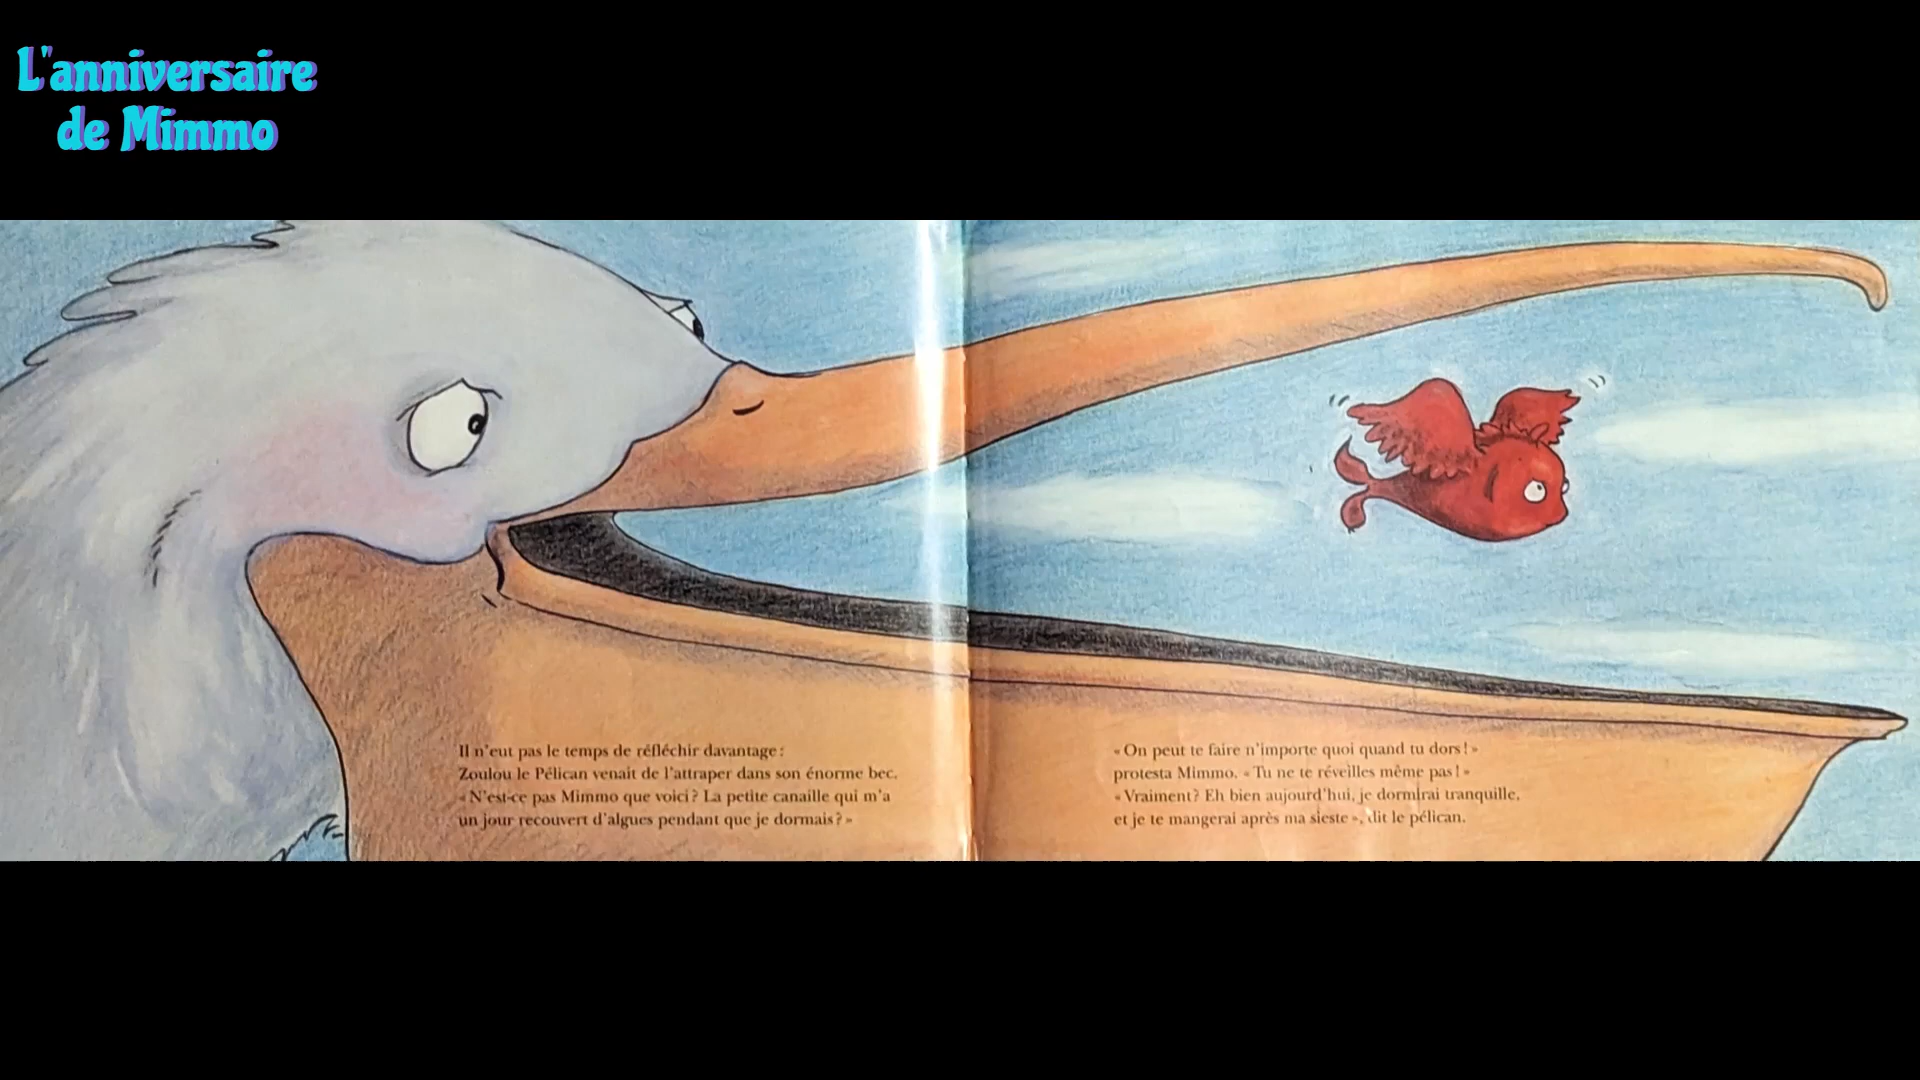 L'anniversaire
de Mimmo
Il n'eut pas le temps de réfléchir davantage :
Zoulou le Pélican venait de l'attraper dans son énorme bec.
« N'est-ce pas Mimmo que voici ? La petite canaille qui m'a
un jour recouvert d'algues pendant que je dormais ? »
« On peut te faire n'importe quoi quand tu dors ! »
protesta Mimmo. « Tu ne te réveilles même pas ! »
« Vraiment ? Eh bien aujourd'hui, je dormirai tranquille,
et je te mangerai après ma sieste », dit le pélican.